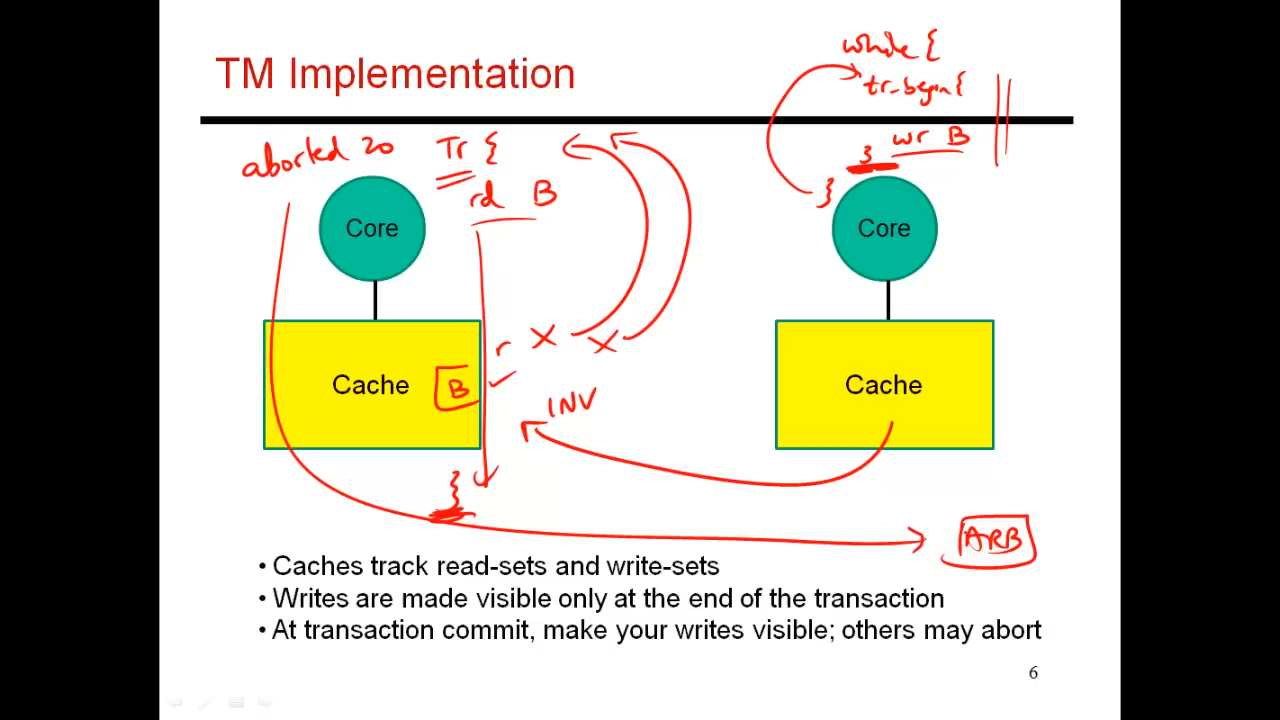 TM Implementation
while {
tr-begin {
wr B
}
}
aborted 20
Tr {
rd B
Core
Core
Cache
B
r X X
INV
Cache
}
ARB
• Caches track read-sets and write-sets
• Writes are made visible only at the end of the transaction
• At transaction commit, make your writes visible; others may abort
6